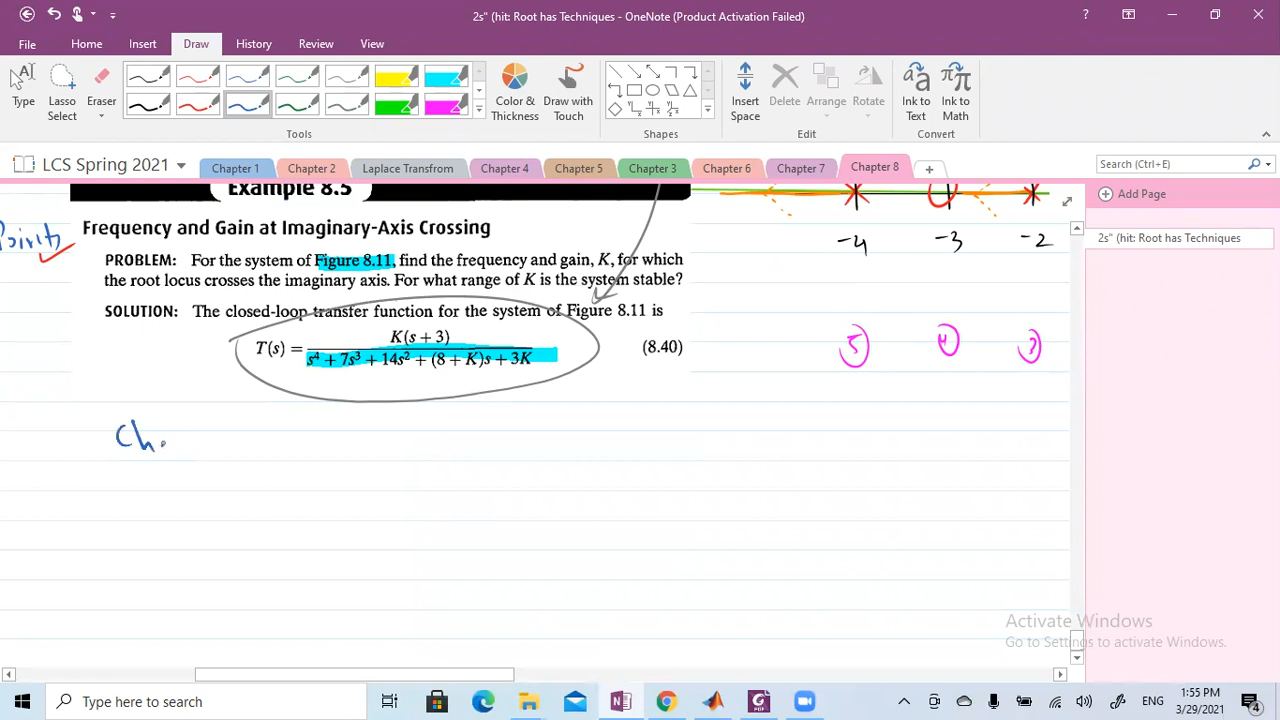 2s" (hit: Root has Techniques - OneNote (Product Activation Failed)
File Home Insert Draw History Review View
Type Lasso Select Eraser Color & Thickness Draw with Touch Insert Space Delete Arrange Rotate Ink to Text Ink to Math
Tools Shapes Edit Convert
LCS Spring 2021 Chapter 1 Chapter 2 Laplace Transfrom Chapter 4 Chapter 5 Chapter 3 Chapter 6 Chapter 7 Chapter 8 Search (Ctrl+E)
Add Page
2s" (hit: Root has Techniques
Example 8.5
Points
Frequency and Gain at Imaginary-Axis Crossing
-4 -3 -2
PROBLEM: For the system of Figure 8.11, find the frequency and gain, K, for which
the root locus crosses the imaginary axis. For what range of K is the system stable?
SOLUTION: The closed-loop transfer function for the system of Figure 8.11 is
T(s) = K(s + 3) / s⁴ + 7s³ + 14s² + (8 + K)s + 3K (8.40)
5 4 3
Ch.
Activate Windows
Go to Settings to activate Windows.
Type here to search
1:55 PM
3/29/2021
4